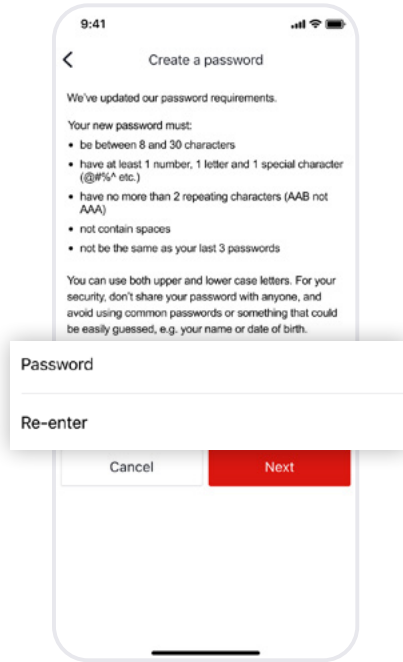 9:41
Create a password
We've updated our password requirements.
Your new password must:
• be between 8 and 30 characters
• have at least 1 number, 1 letter and 1 special character
(@#%^ etc.)
• have no more than 2 repeating characters (AAB not
AAA)
• not contain spaces
• not be the same as your last 3 passwords
You can use both upper and lower case letters. For your
security, don't share your password with anyone, and
avoid using common passwords or something that could
be easily guessed, e.g. your name or date of birth.
Password
Re-enter
Cancel
Next